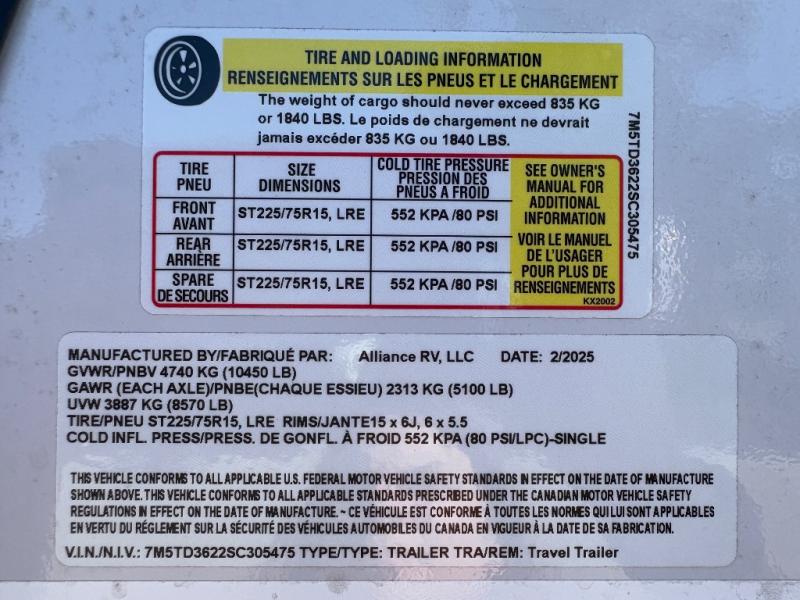 TIRE AND LOADING INFORMATION
RENSEIGNEMENTS SUR LES PNEUS ET LE CHARGEMENT
The weight of cargo should never exceed 835 KG
or 1840 LBS. Le poids de chargement ne devrait
jamais excéder 835 KG ou 1840 LBS.
TIRE
PNEU
SIZE
DIMENSIONS
COLD TIRE PRESSURE
PRESSION DES
PNEUS A FROID
FRONT
AVANT
ST225/75R15, LRE
552 KPA /80 PSI
REAR
ARRIÈRE
ST225/75R15, LRE
552 KPA /80 PSI
SPARE
DE SECOURS
ST225/75R15, LRE
552 KPA /80 PSI
SEE OWNER'S
MANUAL FOR
ADDITIONAL
INFORMATION
VOIR LE MANUEL
DE L'USAGER
POUR PLUS DE
RENSEIGNEMENTS
KX2002
7M5TD3622SC305475
MANUFACTURED BY/FABRIQUÉ PAR: Alliance RV, LLC DATE: 2/2025
GVWR/PNBV 4740 KG (10450 LB)
GAWR (EACH AXLE)/PNBE(CHAQUE ESSIEU) 2313 KG (5100 LB)
UVW 3887 KG (8570 LB)
TIRE/PNEU ST225/75R15, LRE RIMS/JANTE15 x 6J, 6 x 5.5
COLD INFL. PRESS/PRESS. DE GONFL. À FROID 552 KPA (80 PSI/LPC)-SINGLE
THIS VEHICLE CONFORMS TO ALL APPLICABLE U.S. FEDERAL MOTOR VEHICLE SAFETY STANDARDS IN EFFECT ON THE DATE OF MANUFACTURE
SHOWN ABOVE. THIS VEHICLE CONFORMS TO ALL APPLICABLE STANDARDS PRESCRIBED UNDER THE CANADIAN MOTOR VEHICLE SAFETY
REGULATIONS IN EFFECT ON THE DATE OF MANUFACTURE. ~ CE VÉHICULE EST CONFORME À TOUTES LES NORMES QUI LUI SONT APPLICABLES
EN VERTU DU RÉGLEMENT SUR LA SÉCURITÉ DES VÉHICULES AUTOMOBILES DU CANADA EN VIGUEUR À LA DATE DE SA FABRICATION.
V.I.N./N.I.V.: 7M5TD3622SC305475 TYPE/TYPE: TRAILER TRA/REM: Travel Trailer